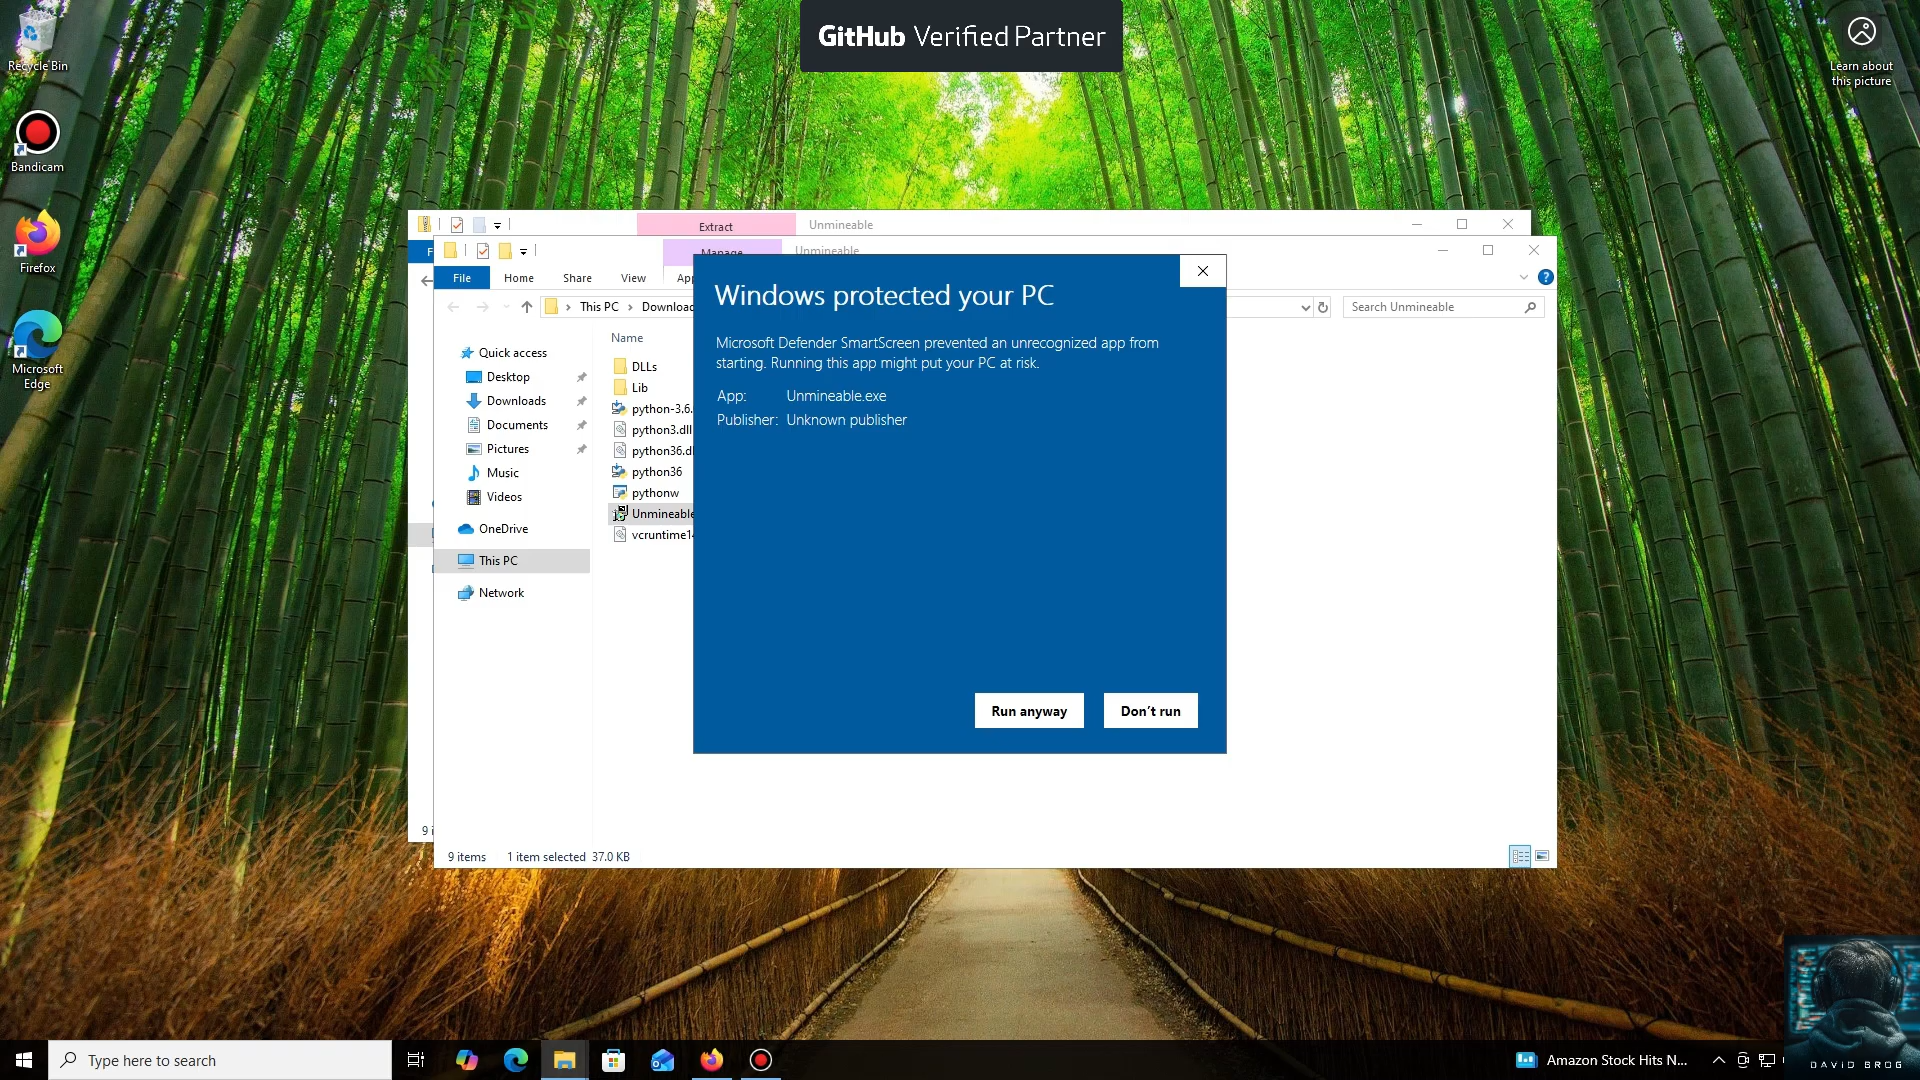 GitHub Verified Partner
Recycle Bin
Learn about
this picture
Bandicam
Firefox
Microsoft
Edge
Extract
Unmineable
Manage
Unmineable
F
File
Home
Share
View
App
This PC
Downloac
Search Unmineable
Name
Quick access
Desktop
Downloads
Documents
Pictures
Music
Videos
OneDrive
This PC
Network
DLLs
Lib
python-3.6.
python3.dll
python36.dl
python36
pythonw
Unmineable
vcruntime14
Windows protected your PC
Microsoft Defender SmartScreen prevented an unrecognized app from
starting. Running this app might put your PC at risk.
App: Unmineable.exe
Publisher: Unknown publisher
Run anyway
Don't run
9 i
9 items
1 item selected 37.0 KB
Type here to search
Amazon Stock Hits N...
DAVID BROG